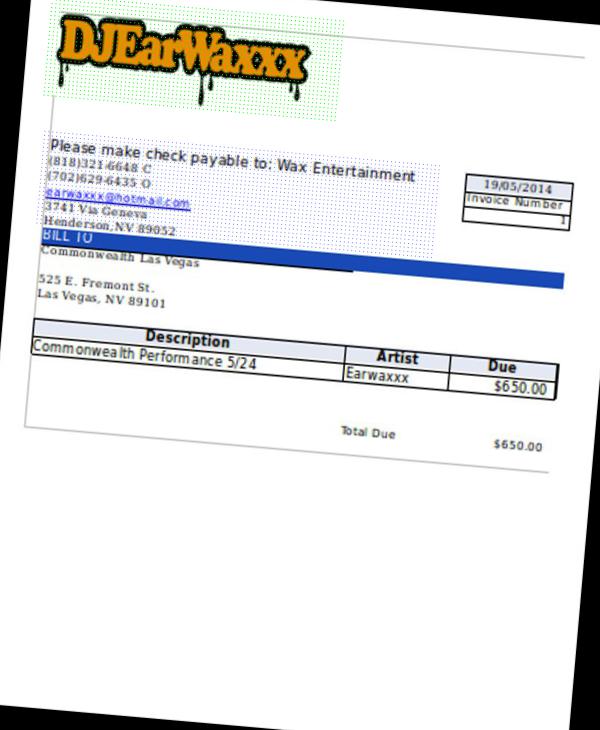 DJEarWaxxx
Please make check payable to: Wax Entertainment
(818)321-6648 C
(702)629-6435 O
earwaxxx@hotmail.com
3741 Via Geneva
Henderson,NV 89052
19/05/2014
Invoice Number
1
BILL TO
Commonwealth Las Vegas
525 E. Fremont St.
Las Vegas, NV 89101
Description Artist Due
Commonwealth Performance 5/24 Earwaxxx $650.00
Total Due $650.00